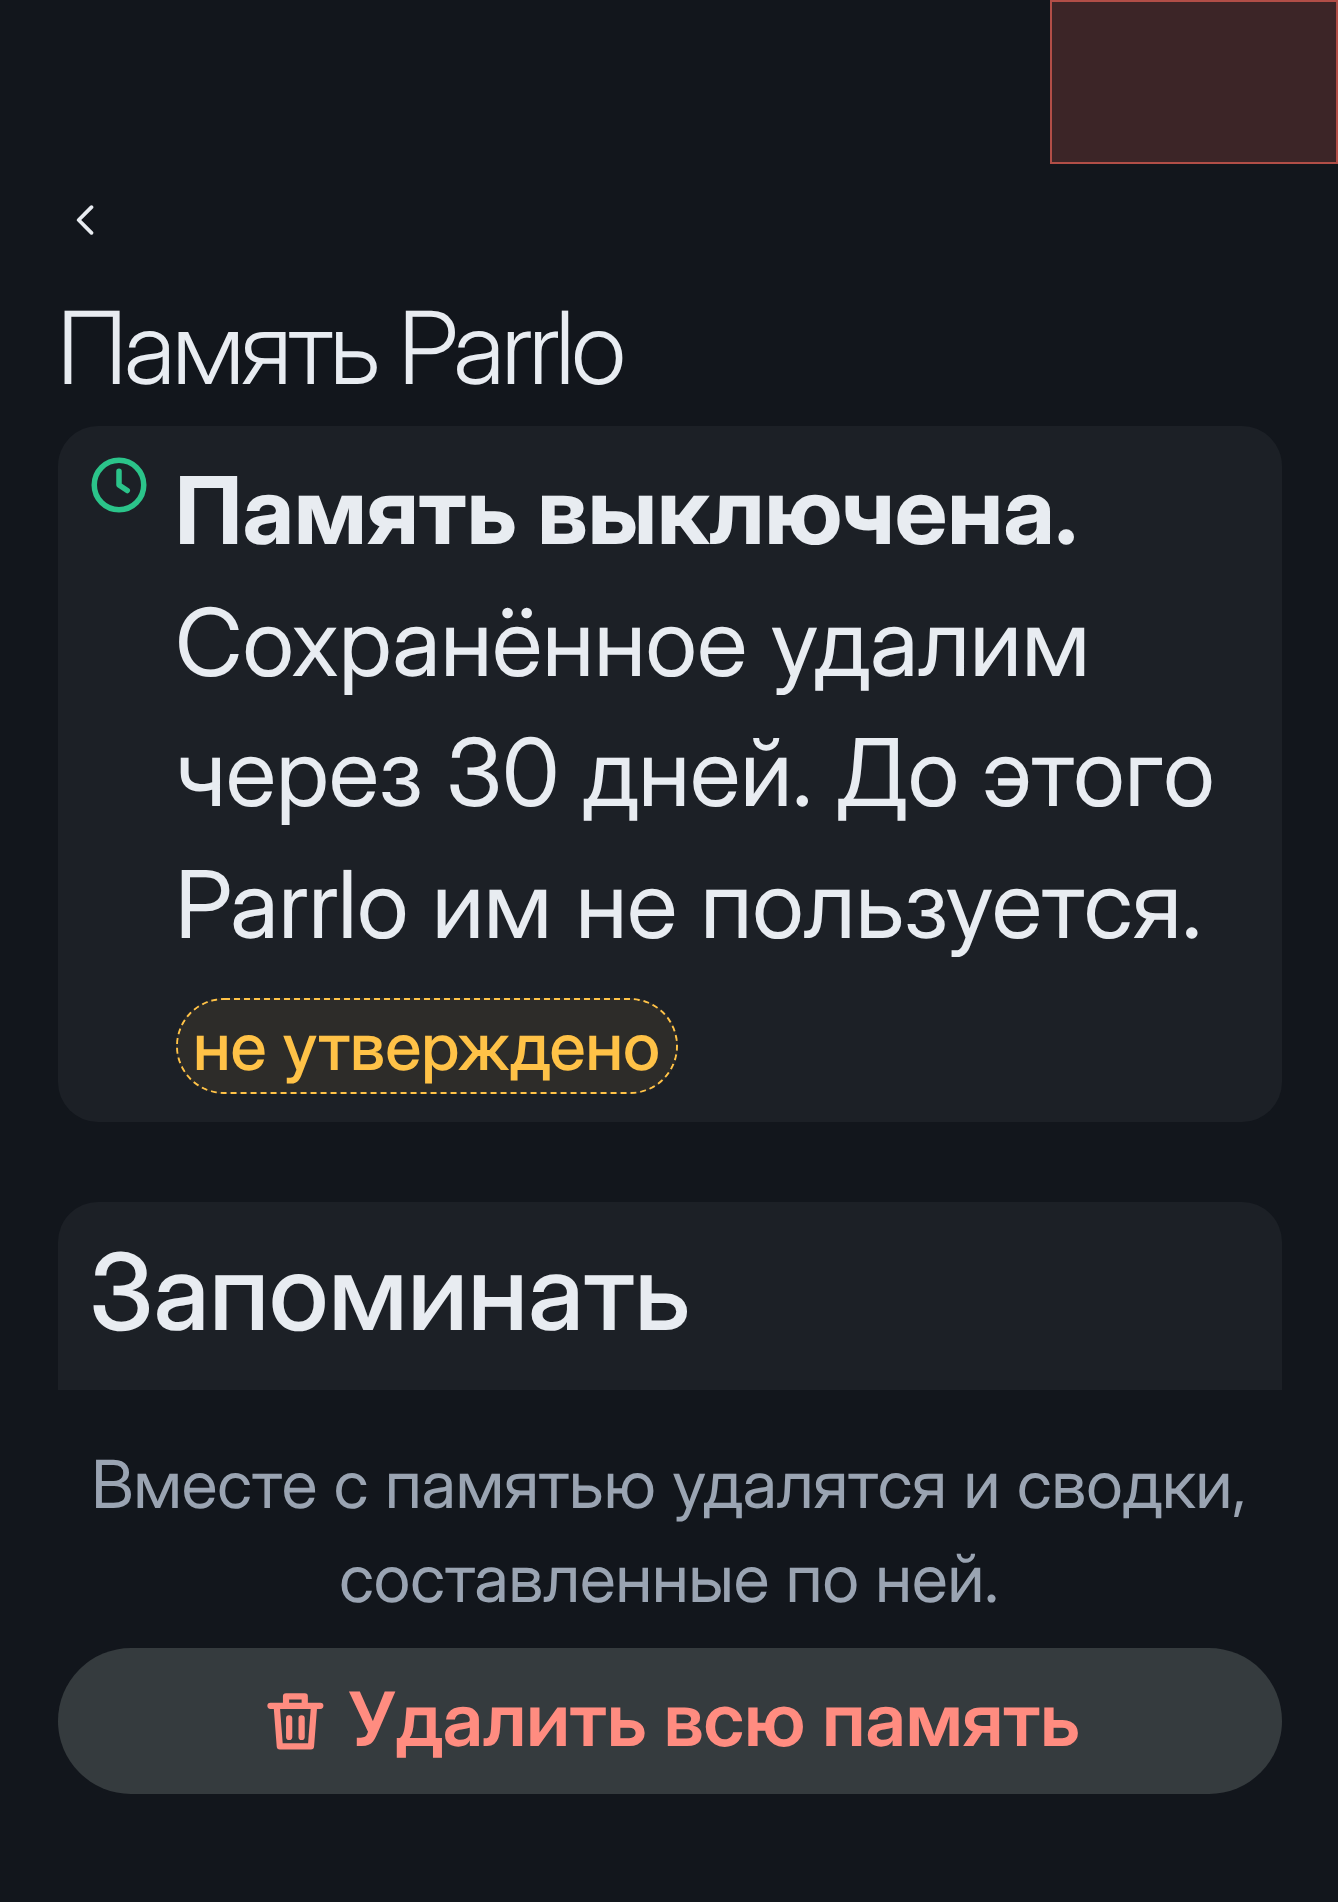 Память Parrlo
Память выключена.
Сохранённое удалим
через 30 дней. До этого
Parrlo им не пользуется.
не утверждено
Запоминать
Вместе с памятью удалятся и сводки,
составленные по ней.
Удалить всю память